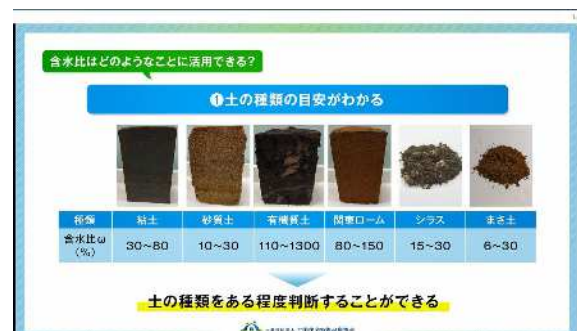 含水比はどのようなことに活用できる?
❶土の種類の目安がわかる
種類 粘土 砂質土 有機質土 関東ローム シラス まさ土
含水比ω(%) 30~80 10~30 110~1300 80~150 15~30 6~30
土の種類をある程度判断することができる